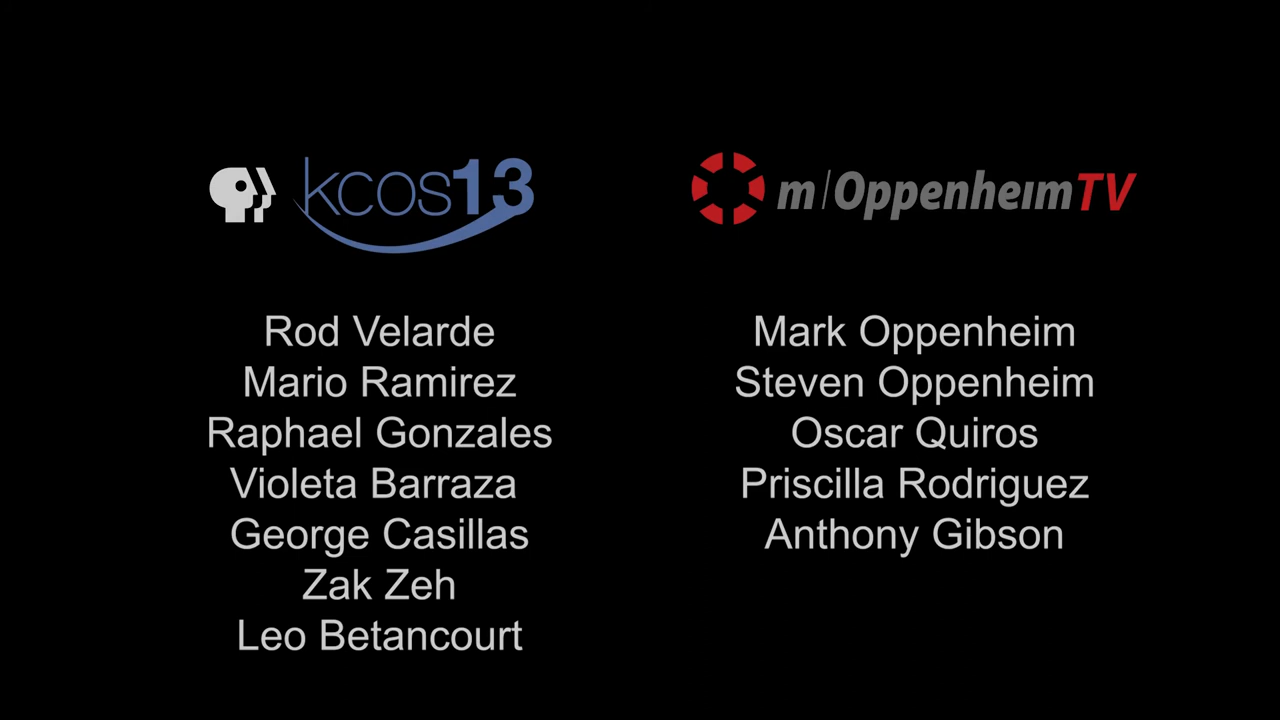 kcos13
Rod Velarde
Mario Ramirez
Raphael Gonzales
Violeta Barraza
George Casillas
Zak Zeh
Leo Betancourt
m/OppenheimTV
Mark Oppenheim
Steven Oppenheim
Oscar Quiros
Priscilla Rodriguez
Anthony Gibson